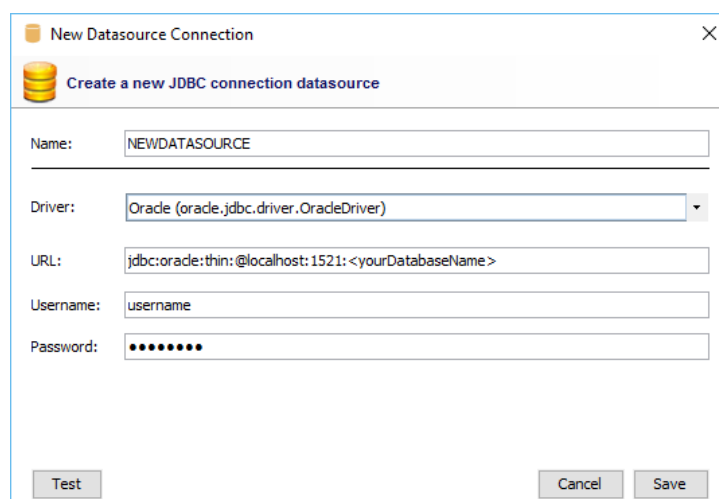 New Datasource Connection
Create a new JDBC connection datasource
Name: NEWDATASOURCE
Driver: Oracle (oracle.jdbc.driver.OracleDriver)
URL: jdbc:oracle:thin:@localhost:1521:<yourDatabaseName>
Username: username
Password: ●●●●●●●●
Test Cancel Save